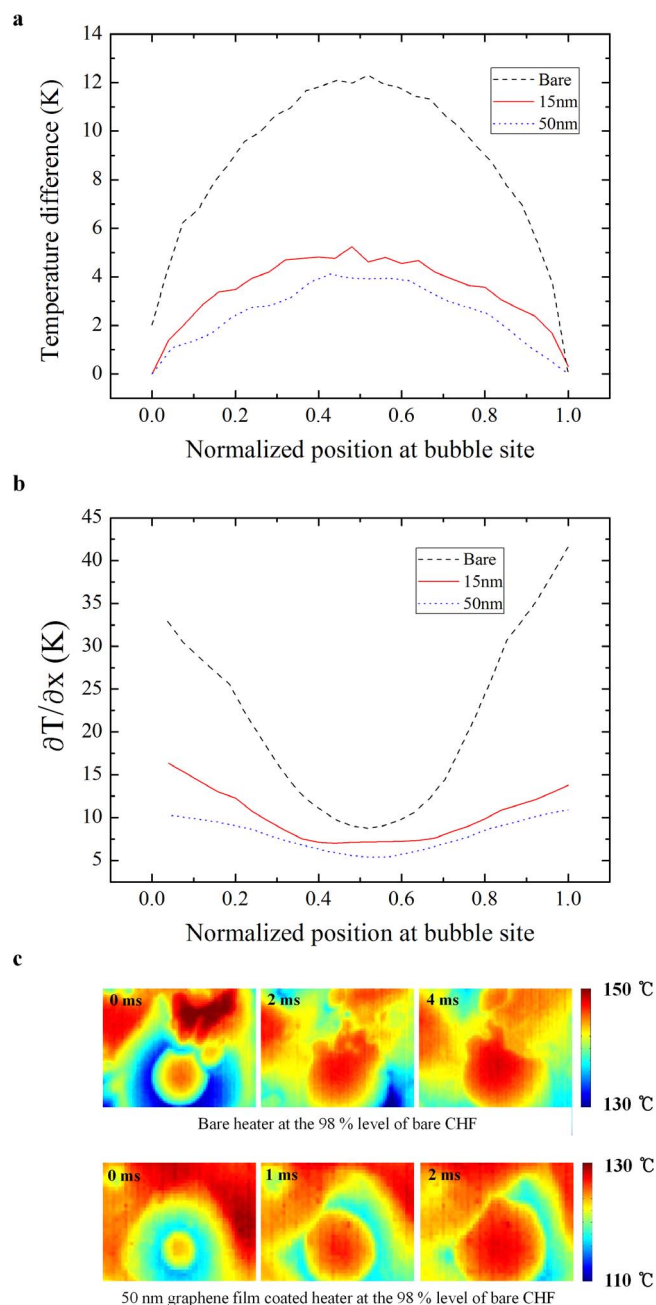 a
14
12
10
8
6
4
2
0
Temperature difference (K)
Bare
15nm
50nm
0.0 0.2 0.4 0.6 0.8 1.0
Normalized position at bubble site
b
45
40
35
30
25
20
15
10
5
∂T/∂x (K)
Bare
15nm
50nm
0.0 0.2 0.4 0.6 0.8 1.0
Normalized position at bubble site
c
0 ms 2 ms 4 ms 150 ℃
130 ℃
Bare heater at the 98 % level of bare CHF
0 ms 1 ms 2 ms 130 ℃
110 ℃
50 nm graphene film coated heater at the 98 % level of bare CHF